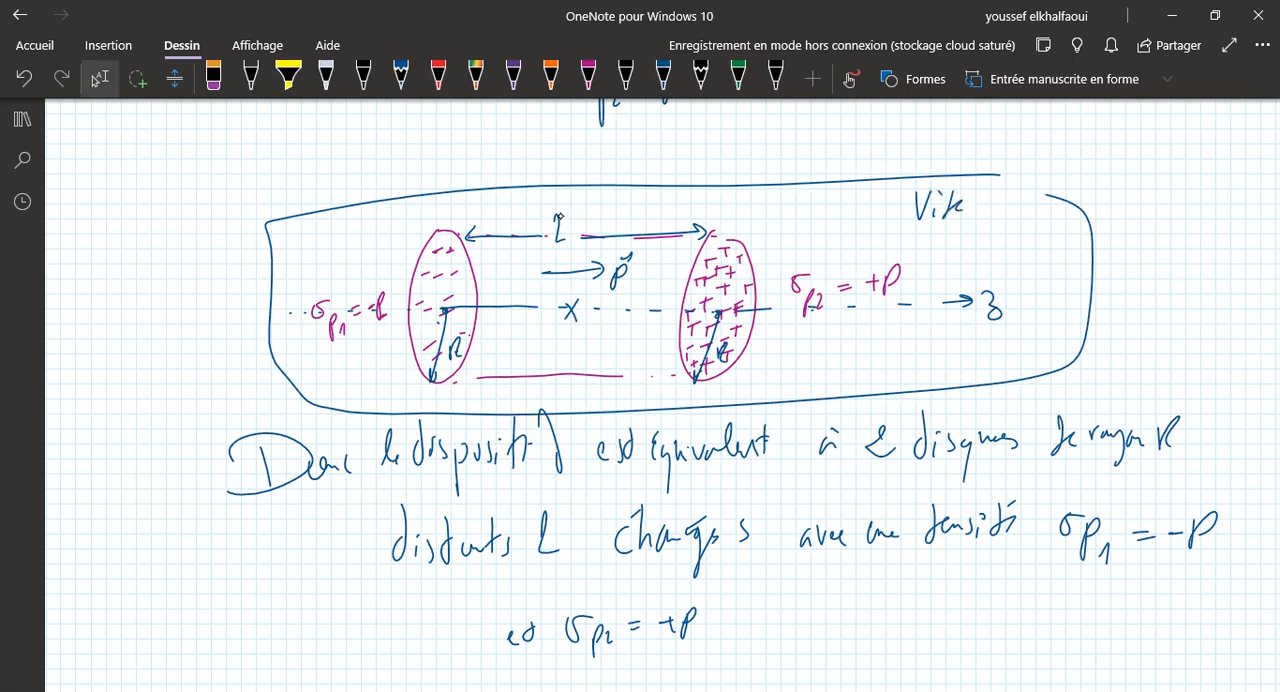 OneNote pour Windows 10
youssef elkhalfaoui
Accueil Insertion Dessin Affichage Aide
Enregistrement en mode hors connexion (stockage cloud saturé)
Partager
Formes
Entrée manuscrite en forme
Vide
L
P⃗
σp1 = -P
σp2 = +P
R
R
X
z
Donc le dispositif est équivalent à 2 disques de rayon R
distants L chargés avec une densité σp1 = -P
et σp2 = +P